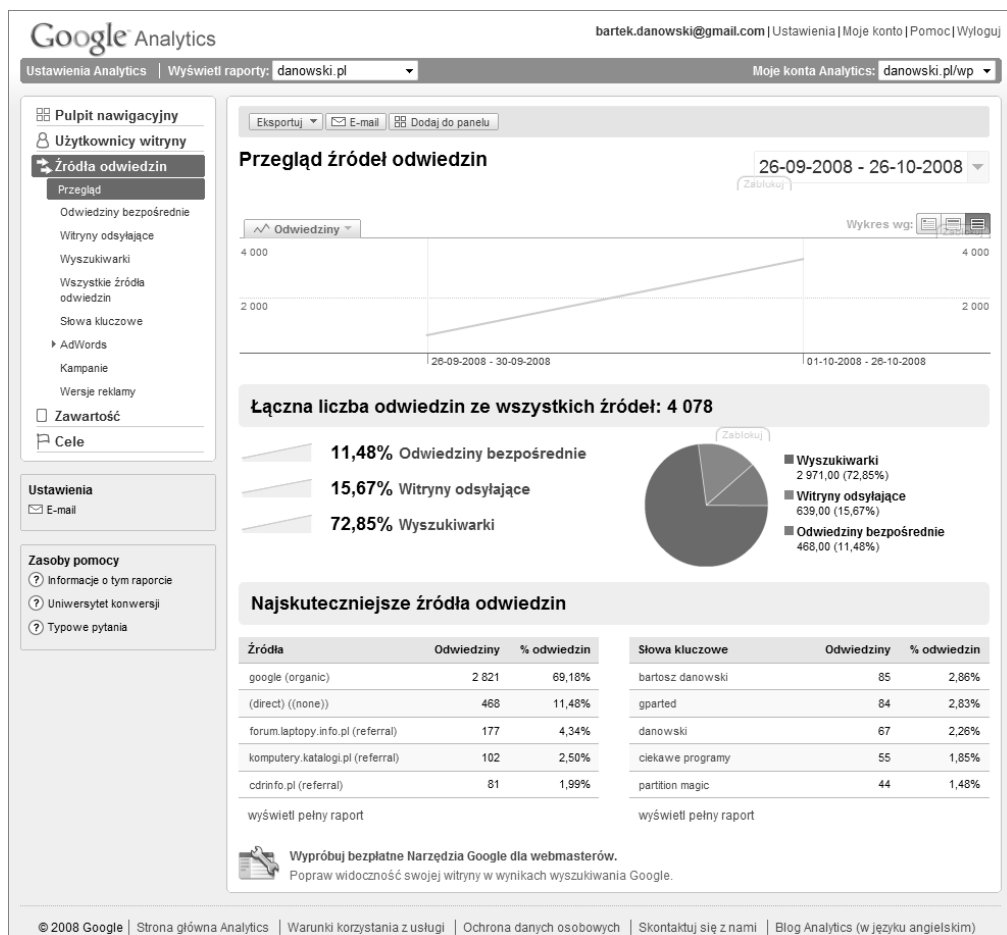 Google Analytics
bartek.danowski@gmail.com | Ustawienia | Moje konto | Pomoc | Wyloguj
Ustawienia Analytics | Wyświetl raporty: danowski.pl
Moje konta Analytics: danowski.pl/wp
Pulpit nawigacyjny
Użytkownicy witryny
Źródła odwiedzin
Przegląd
Odwiedziny bezpośrednie
Witryny odsyłające
Wyszukiwarki
Wszystkie źródła
odwiedzin
Słowa kluczowe
AdWords
Kampanie
Wersje reklamy
Zawartość
Cele
Ustawienia
E-mail
Zasoby pomocy
Informacje o tym raporcie
Uniwersytet konwersji
Typowe pytania
Eksportuj E-mail Dodaj do panelu
Przegląd źródeł odwiedzin
26-09-2008 - 26-10-2008
Zablokuj
Odwiedziny
Wykres wg:
Zablokuj
4 000 4 000
2 000 2 000
26-09-2008 - 30-09-2008 01-10-2008 - 26-10-2008
Łączna liczba odwiedzin ze wszystkich źródeł: 4 078
Zablokuj
11,48% Odwiedziny bezpośrednie
15,67% Witryny odsyłające
72,85% Wyszukiwarki
Wyszukiwarki
2 971,00 (72,85%)
Witryny odsyłające
639,00 (15,67%)
Odwiedziny bezpośrednie
468,00 (11,48%)
Najskuteczniejsze źródła odwiedzin
Źródła Odwiedziny % odwiedzin
google (organic) 2 821 69,18%
(direct) ((none)) 468 11,48%
forum.laptopy.info.pl (referral) 177 4,34%
komputery.katalogi.pl (referral) 102 2,50%
cdrinfo.pl (referral) 81 1,99%
wyświetl pełny raport
Słowa kluczowe Odwiedziny % odwiedzin
bartosz danowski 85 2,86%
gparted 84 2,83%
danowski 67 2,26%
ciekawe programy 55 1,85%
partition magic 44 1,48%
wyświetl pełny raport
Wypróbuj bezpłatne Narzędzia Google dla webmasterów.
Popraw widoczność swojej witryny w wynikach wyszukiwania Google.
© 2008 Google | Strona główna Analytics | Warunki korzystania z usługi | Ochrona danych osobowych | Skontaktuj się z nami | Blog Analytics (w języku angielskim)